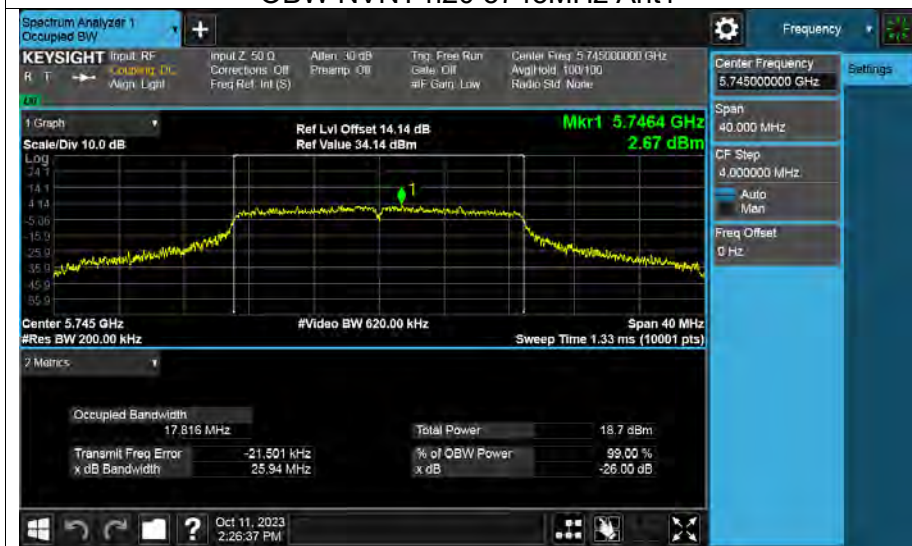 OBW NVNT n20 5745MHz Ant1
Spectrum Analyzer 1
Occupied BW
+
Frequency
KEYSIGHT
Input: RF
Coupling: DC
Align: Light
R T
Input Z: 50 Ω
Corrections: Off
Freq Ref: Int (S)
Atten: 30 dB
Preamp: Off
Trig: Free Run
Gate: Off
#IF Gain: Low
Center Freq: 5.745000000 GHz
Avg|Hold: 100/100
Radio Std: None
Center Frequency
5.745000000 GHz
Settings
Span
40.000 MHz
CF Step
4.000000 MHz
Auto
Man
Freq Offset
0 Hz
1 Graph
Scale/Div 10.0 dB
Ref Lvl Offset 14.14 dB
Ref Value 34.14 dBm
Mkr1 5.7464 GHz
2.67 dBm
Log
24.1
14.1
4.14
-5.86
-15.9
-25.9
-35.9
-45.9
-55.9
1
Center 5.745 GHz
#Video BW 620.00 kHz
Span 40 MHz
#Res BW 200.00 kHz
Sweep Time 1.33 ms (10001 pts)
2 Metrics
Occupied Bandwidth
17.816 MHz
Total Power
18.7 dBm
Transmit Freq Error
-21.501 kHz
% of OBW Power
99.00 %
x dB Bandwidth
25.94 MHz
x dB
-26.00 dB
?
Oct 11, 2023
2:26:37 PM